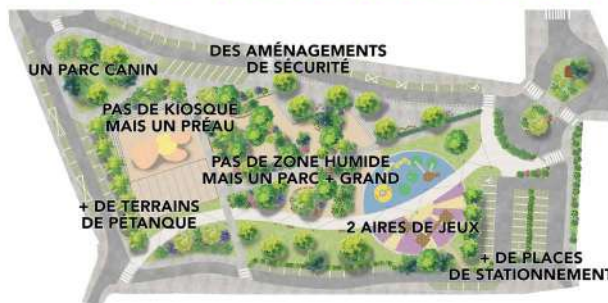 DES AMÉNAGEMENTS
DE SÉCURITÉ
UN PARC CANIN
PAS DE KIOSQUE
MAIS UN PRÉAU
PAS DE ZONE HUMIDE
MAIS UN PARC + GRAND
+ DE TERRAINS
DE PÉTANQUE
2 AIRES DE JEUX
+ DE PLACES
DE STATIONNEMENT